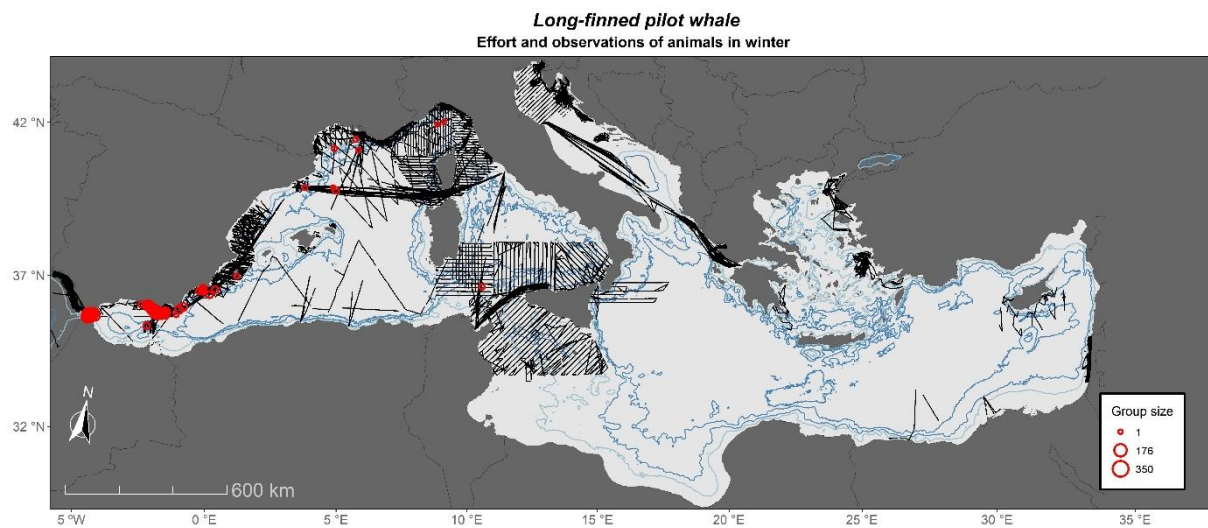 Long-finned pilot whale
Effort and observations of animals in winter
42 °N
37 °N
32 °N
N
600 km
Group size
1
176
350
5 °W
0 °E
5 °E
10 °E
15 °E
20 °E
25 °E
30 °E
35 °E